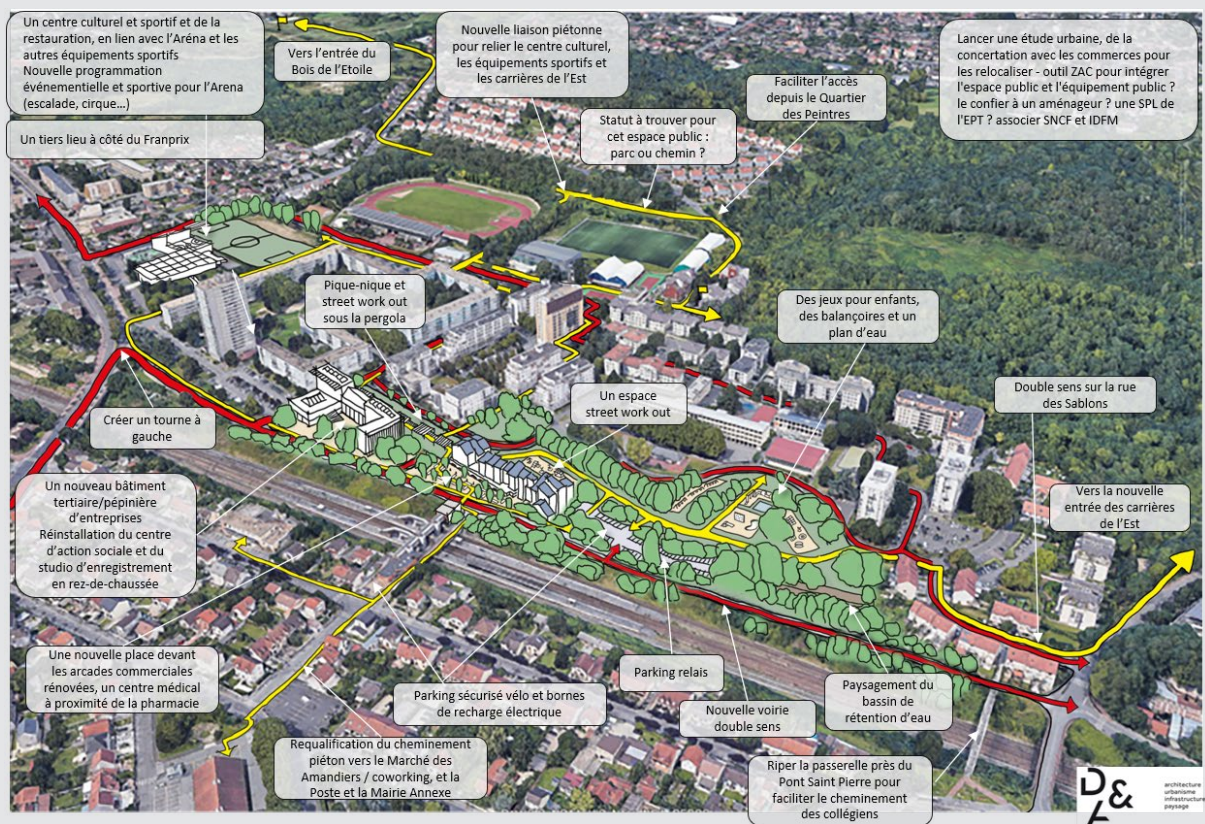 Un centre culturel et sportif et de la
restauration, en lien avec l'Aréna et les
autres équipements sportifs
Nouvelle programmation
événementielle et sportive pour l'Arena
(escalade, cirque...)
Un tiers lieu à côté du Franprix
Vers l'entrée du
Bois de l'Etoile
Nouvelle liaison piétonne
pour relier le centre culturel,
les équipements sportifs et
les carrières de l'Est
Statut à trouver pour
cet espace public :
parc ou chemin ?
Faciliter l'accès
depuis le Quartier
des Peintres
Lancer une étude urbaine, de la
concertation avec les commerces pour
les relocaliser - outil ZAC pour intégrer
l'espace public et l'équipement public ?
le confier à un aménageur ? une SPL de
l'EPT ? associer SNCF et IDFM
Pique-nique et
street work out
sous la pergola
Des jeux pour enfants,
des balançoires et un
plan d'eau
Créer un tourne à
gauche
Un espace
street work out
Double sens sur la rue
des Sablons
Un nouveau bâtiment
tertiaire/pépinière
d'entreprises
Réinstallation du centre
d'action sociale et du
studio d'enregistrement
en rez-de-chaussée
Vers la nouvelle
entrée des carrières
de l'Est
Une nouvelle place devant
les arcades commerciales
rénovées, un centre médical
à proximité de la pharmacie
Parking sécurisé vélo et bornes
de recharge électrique
Parking relais
Nouvelle voirie
double sens
Paysagement du
bassin de
rétention d'eau
Requalification du cheminement
piéton vers le Marché des
Amandiers / coworking, et la
Poste et la Mairie Annexe
Riper la passerelle près du
Pont Saint Pierre pour
faciliter le cheminement
des collégiens
D&A
architecture
urbanisme
infrastructure
paysage